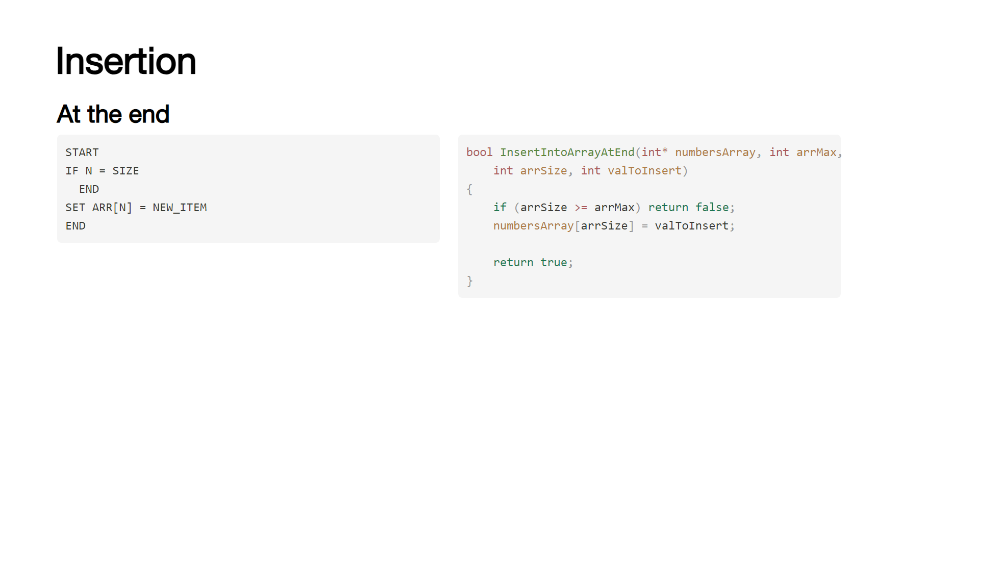 Insertion
At the end
START
IF N = SIZE
  END
SET ARR[N] = NEW_ITEM
END
bool InsertIntoArrayAtEnd(int* numbersArray, int arrMax,
    int arrSize, int valToInsert)
{
    if (arrSize >= arrMax) return false;
    numbersArray[arrSize] = valToInsert;

    return true;
}